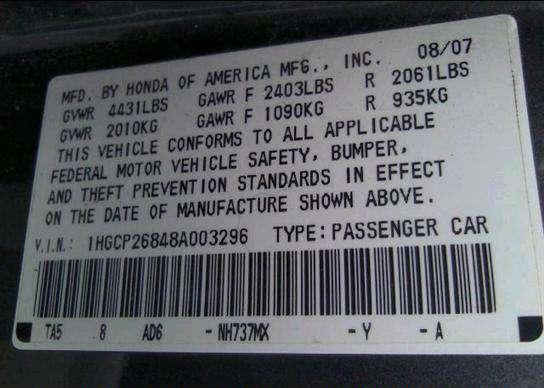 MFD. BY HONDA OF AMERICA MFG., INC. 08/07
GVWR 4431LBS GAWR F 2403LBS R 2061LBS
GVWR 2010KG GAWR F 1090KG R 935KG
THIS VEHICLE CONFORMS TO ALL APPLICABLE
FEDERAL MOTOR VEHICLE SAFETY, BUMPER,
AND THEFT PREVENTION STANDARDS IN EFFECT
ON THE DATE OF MANUFACTURE SHOWN ABOVE.
V.I.N.: 1HGCP26848A003296 TYPE: PASSENGER CAR
TA5 8 AD6 - NH737MX - Y - A